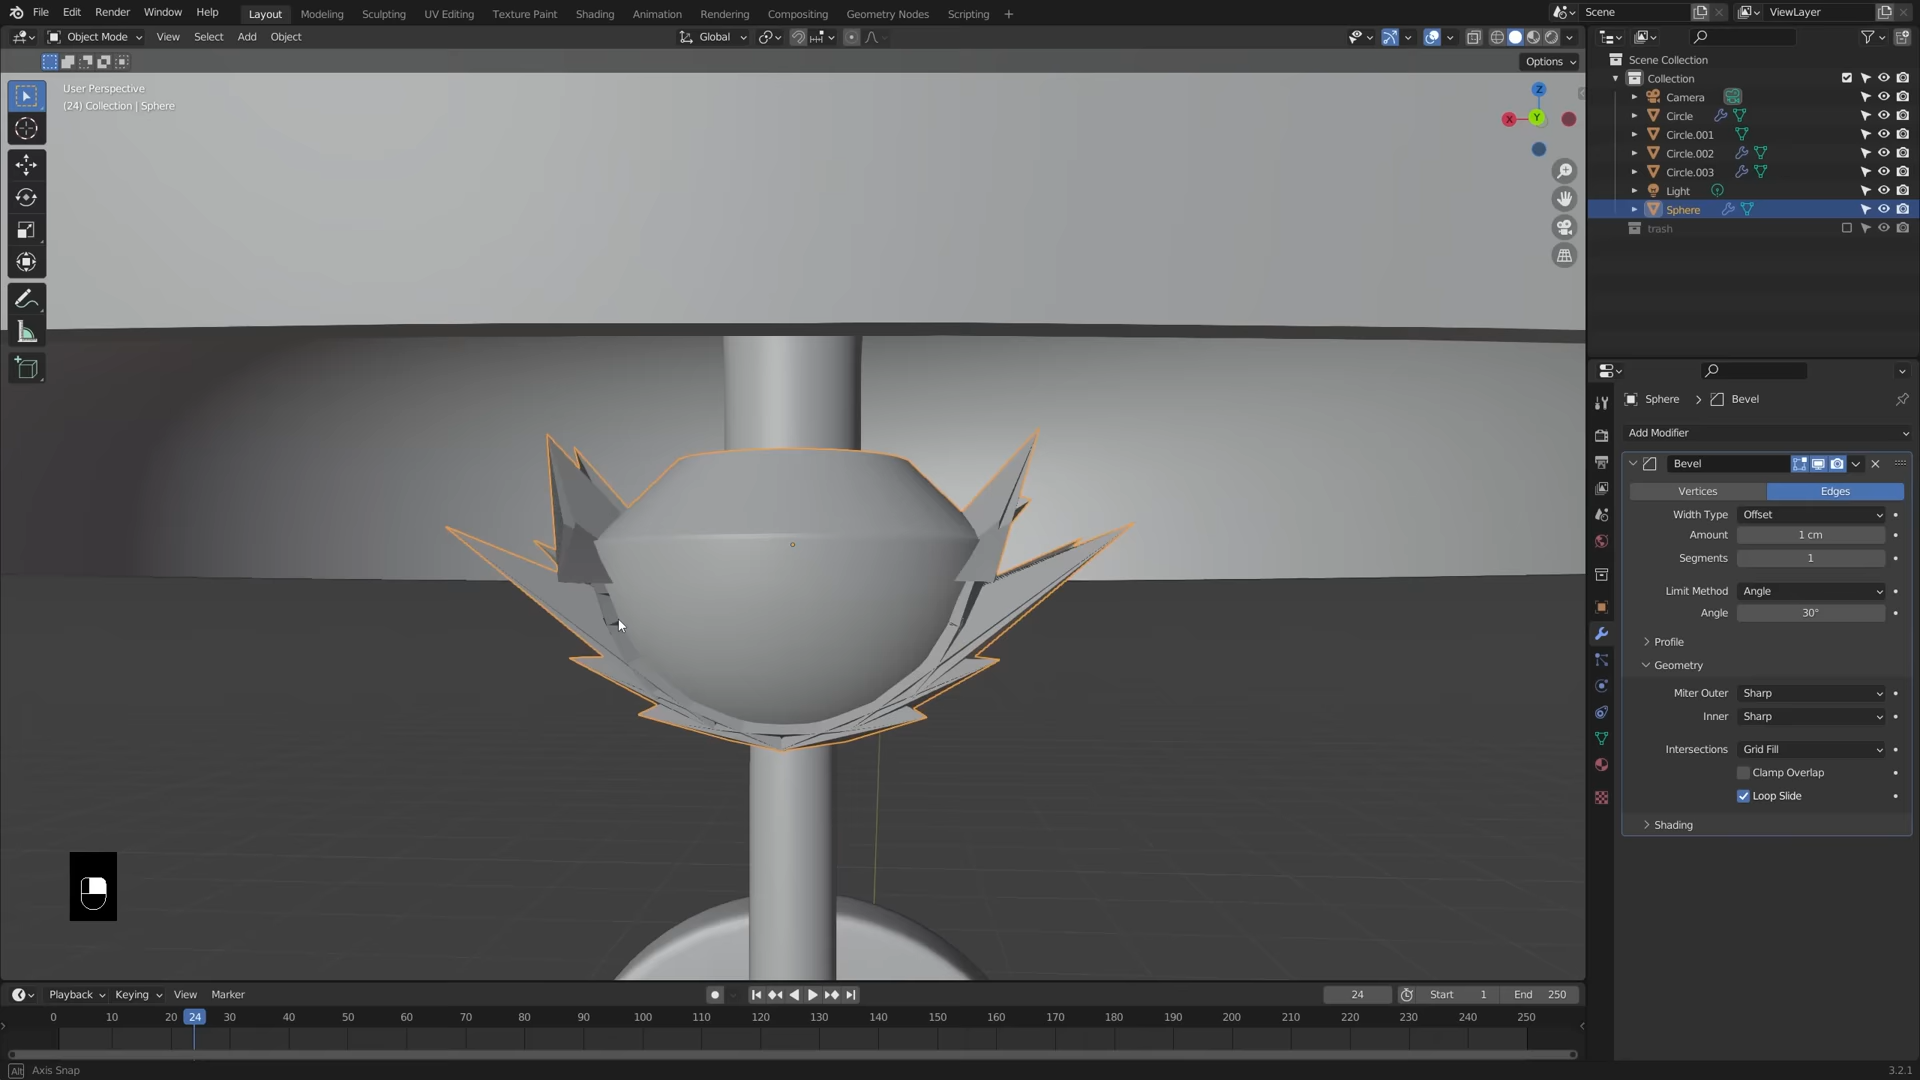 File Edit Render Window Help Layout Modeling Sculpting UV Editing Texture Paint Shading Animation Rendering Compositing Geometry Nodes Scripting + Scene ViewLayer
Object Mode View Select Add Object Global
Options
User Perspective
(24) Collection | Sphere
Z
X
Y
Scene Collection
Collection
Camera
Circle
Circle.001
Circle.002
Circle.003
Light
Sphere
trash
Sphere > Bevel
Add Modifier
Bevel
Vertices Edges
Width Type Offset
Amount 1 cm
Segments 1
Limit Method Angle
Angle 30°
Profile
Geometry
Miter Outer Sharp
Inner Sharp
Intersections Grid Fill
Clamp Overlap
Loop Slide
Shading
Playback Keying View Marker 24 Start 1 End 250
0 10 20 24 30 40 50 60 70 80 90 100 110 120 130 140 150 160 170 180 190 200 210 220 230 240 250
Alt Axis Snap 3.2.1